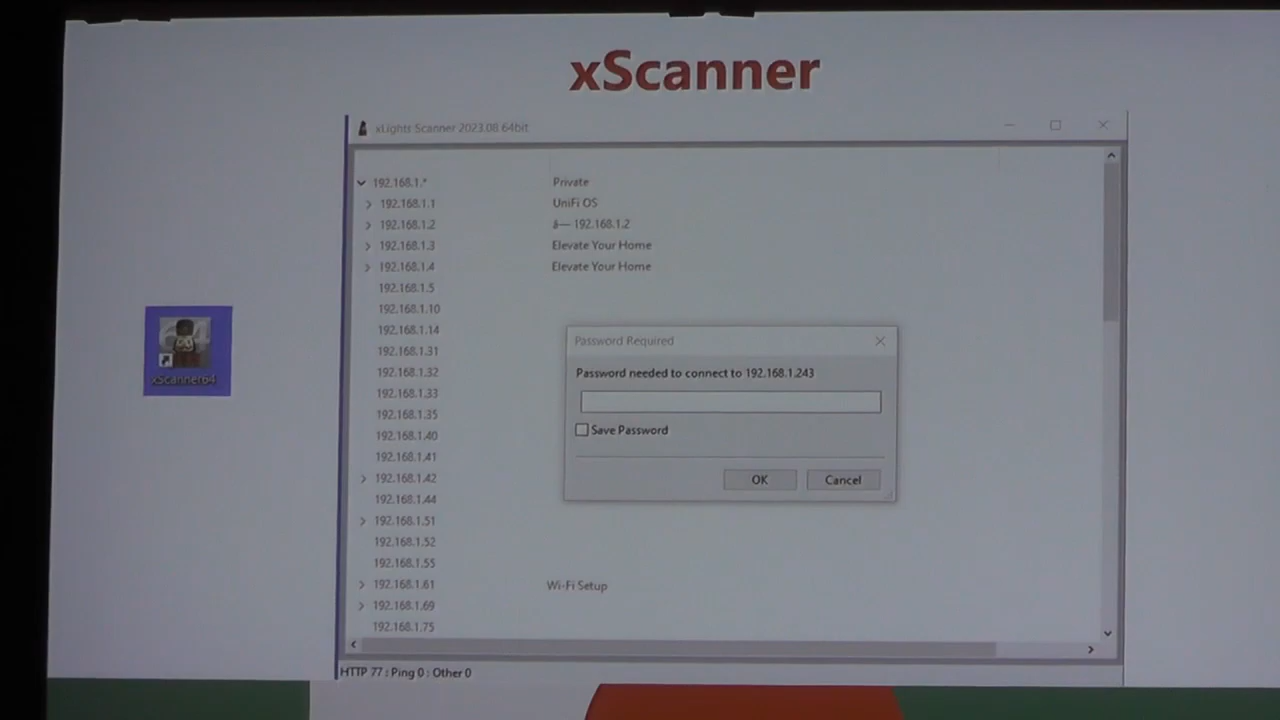 xScanner
xLights Scanner 2023.08 64bit
192.168.1.* Private
192.168.1.1 UniFi OS
192.168.1.2 â— 192.168.1.2
192.168.1.3 Elevate Your Home
192.168.1.4 Elevate Your Home
192.168.1.5
192.168.1.10
192.168.1.14
192.168.1.31
192.168.1.32
192.168.1.33
192.168.1.35
192.168.1.40
192.168.1.41
192.168.1.42
192.168.1.44
192.168.1.51
192.168.1.52
192.168.1.55
192.168.1.61 Wi-Fi Setup
192.168.1.69
192.168.1.75
Password Required
Password needed to connect to 192.168.1.243
Save Password
OK Cancel
64
xScanner64
HTTP 77 : Ping 0 : Other 0